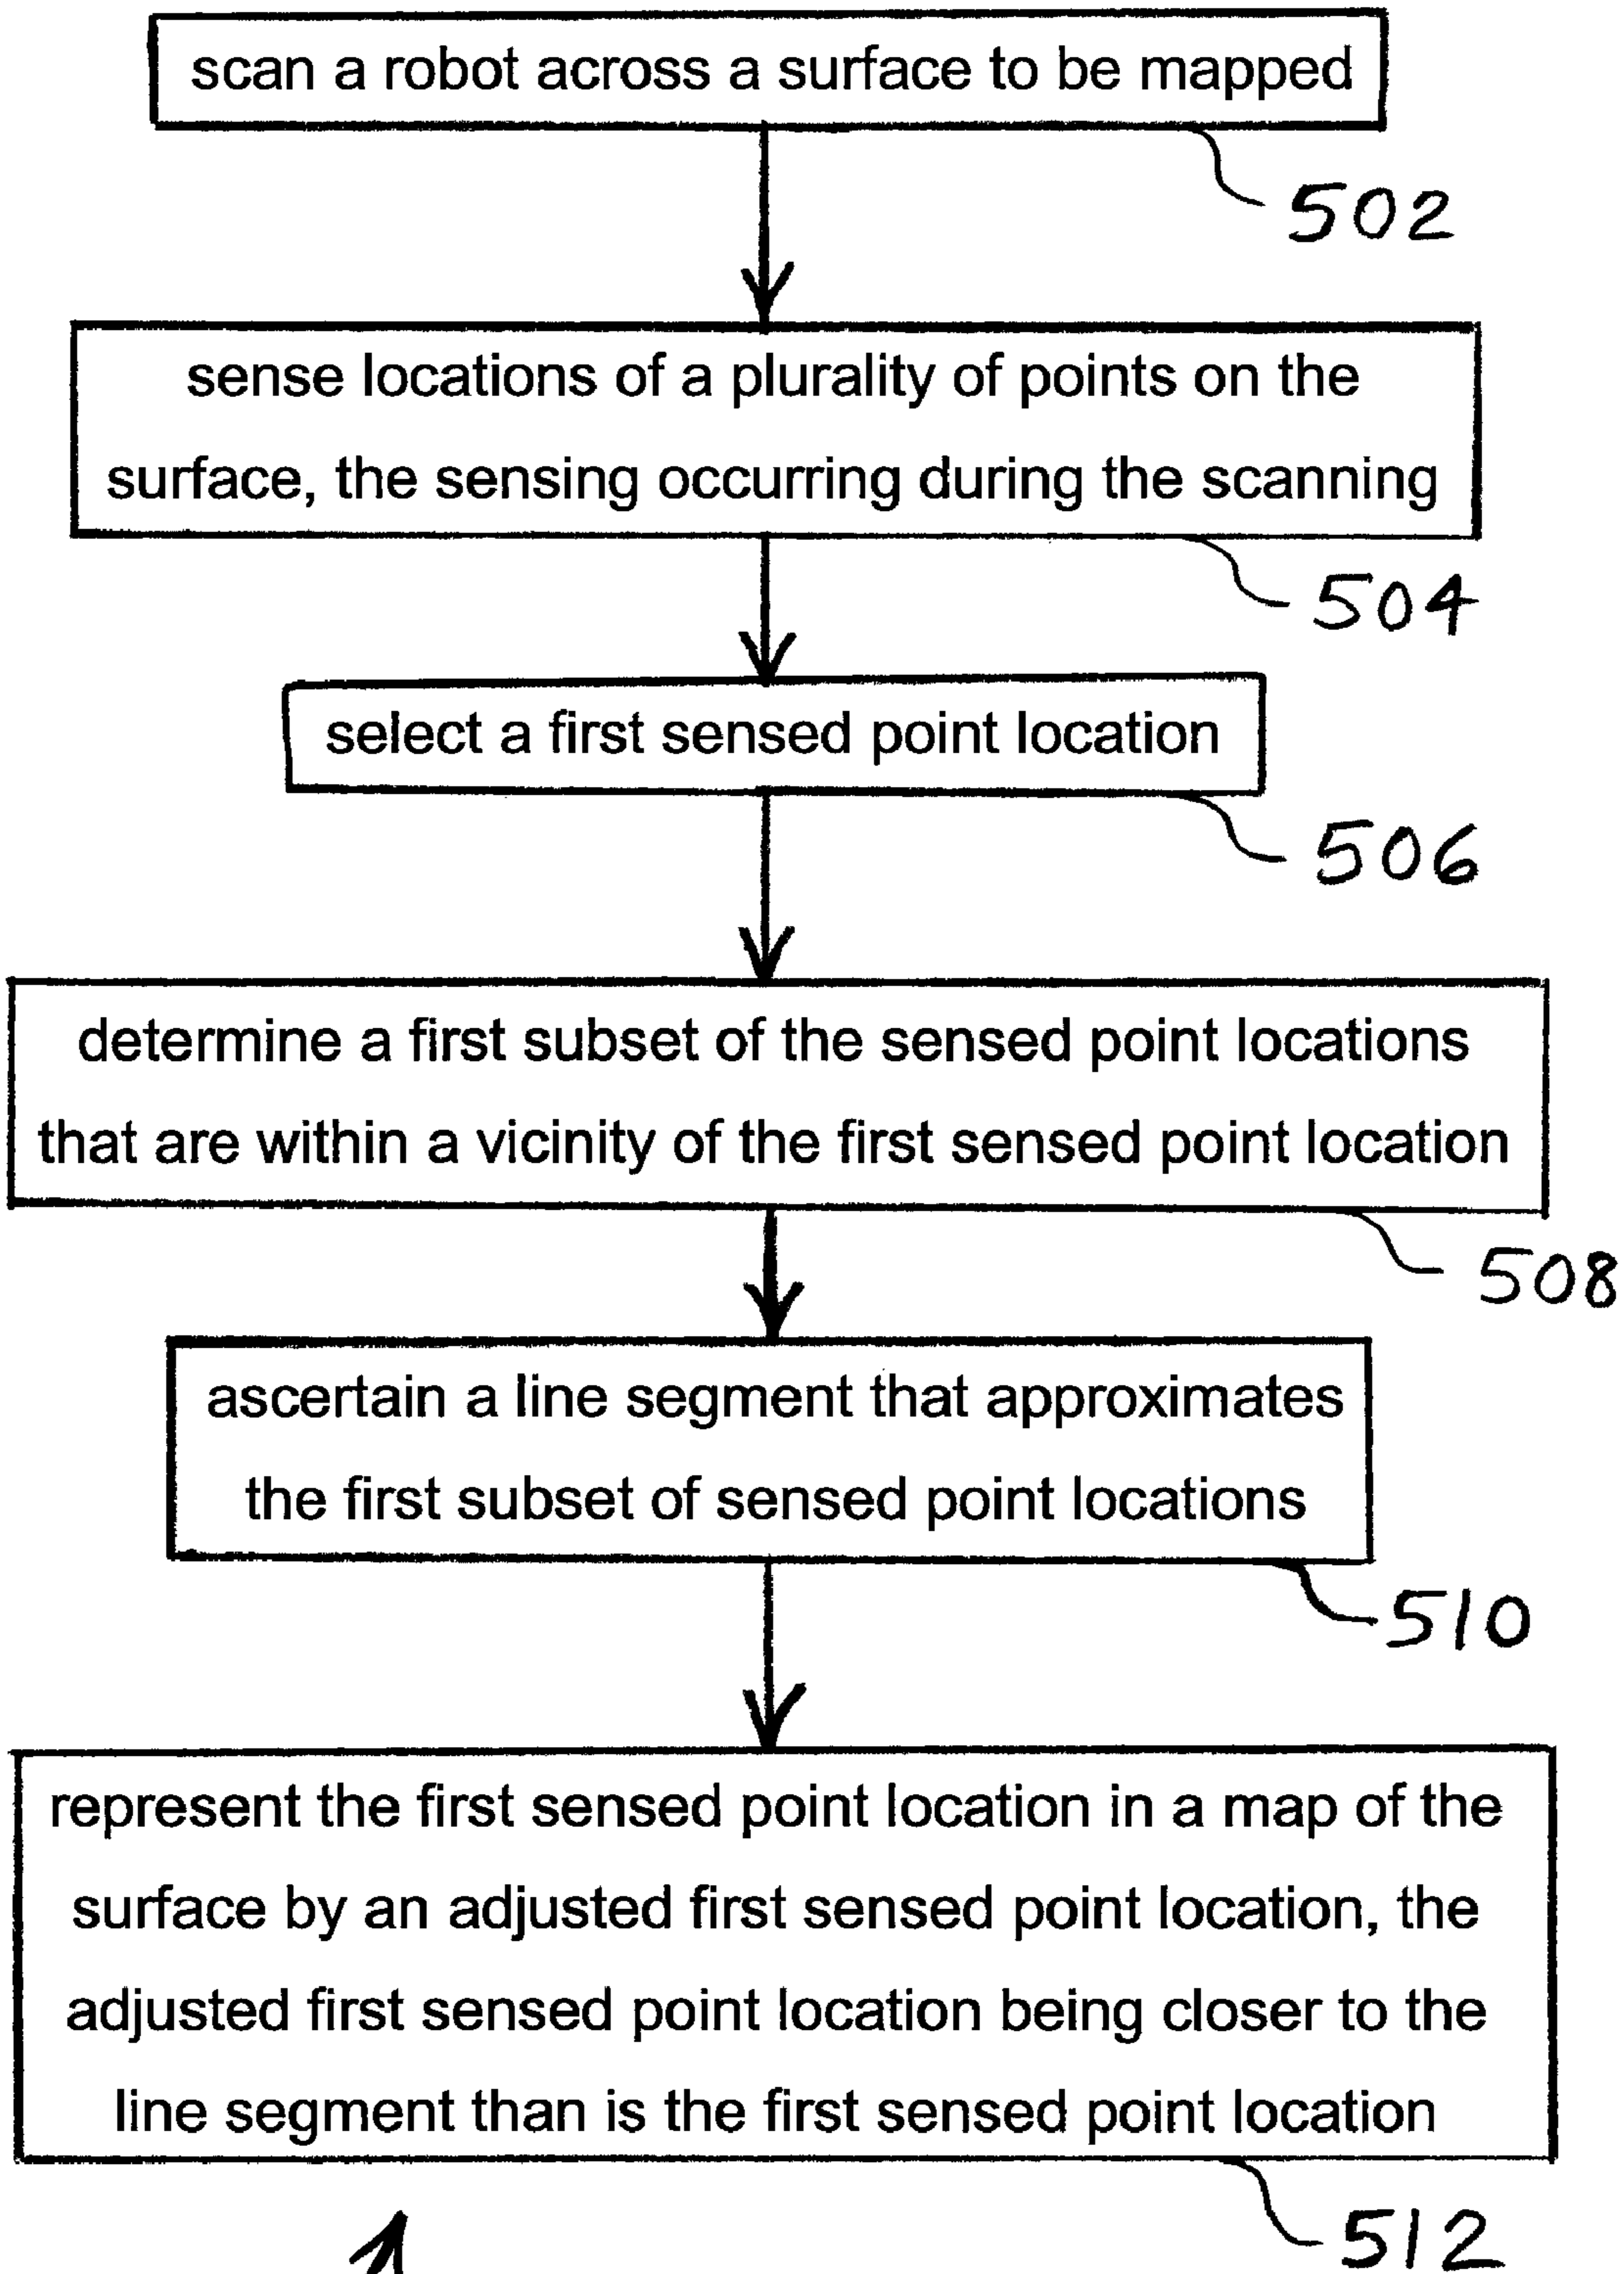 scan a robot across a surface to be mapped
502
sense locations of a plurality of points on the
surface, the sensing occurring during the scanning
504
select a first sensed point location
506
determine a first subset of the sensed point locations
that are within a vicinity of the first sensed point location
508
ascertain a line segment that approximates
the first subset of sensed point locations
510
represent the first sensed point location in a map of the
surface by an adjusted first sensed point location, the
adjusted first sensed point location being closer to the
line segment than is the first sensed point location
512